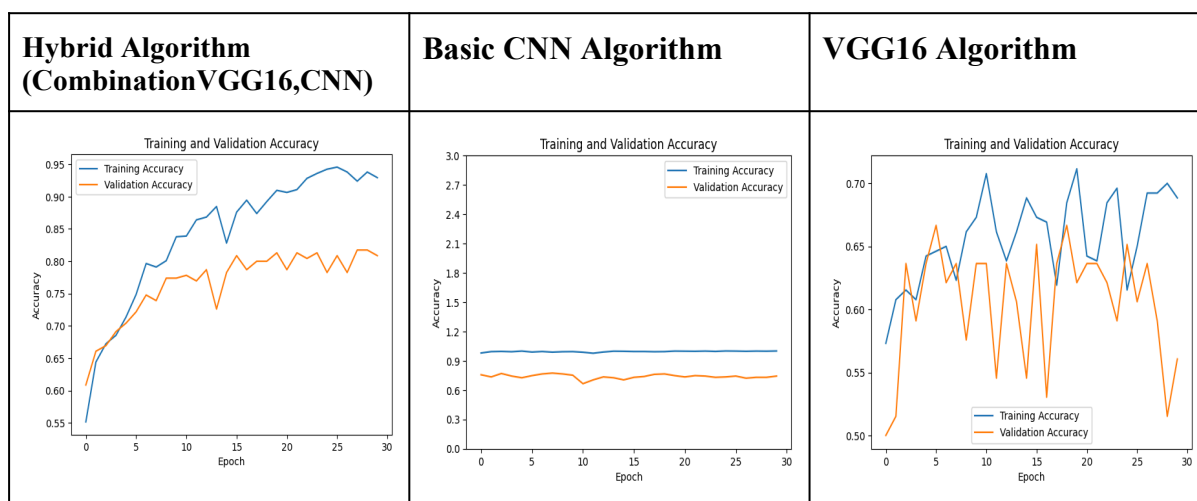 Hybrid Algorithm
(CombinationVGG16,CNN)
Basic CNN Algorithm
VGG16 Algorithm
Training and Validation Accuracy
Training Accuracy
Validation Accuracy
Accuracy
0.95
0.90
0.85
0.80
0.75
0.70
0.65
0.60
0.55
0 5 10 15 20 25 30
Epoch
Training and Validation Accuracy
Training Accuracy
Validation Accuracy
Accuracy
3.0
2.7
2.4
2.1
1.8
1.5
1.2
0.9
0.6
0.3
0.0
0 5 10 15 20 25 30
Epoch
Training and Validation Accuracy
Accuracy
0.70
0.65
0.60
0.55
0.50
Training Accuracy
Validation Accuracy
0 5 10 15 20 25 30
Epoch